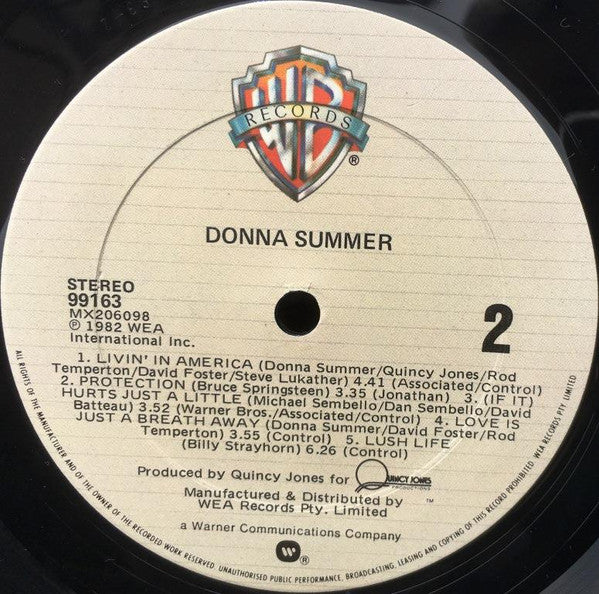 WB
RECORDS
®
DONNA SUMMER
STEREO
99163
MX206098
℗ 1982 WEA
International Inc.
2
1. LIVIN' IN AMERICA (Donna Summer/Quincy Jones/Rod
Temperton/David Foster/Steve Lukather) 4.41 (Associated/Control)
2. PROTECTION (Bruce Springsteen) 3.35 (Jonathan) 3. (IF IT)
HURTS JUST A LITTLE (Michael Sembello/Dan Sembello/David
Batteau) 3.52 (Warner Bros./Associated/Control) 4. LOVE IS
JUST A BREATH AWAY (Donna Summer/David Foster/Rod
Temperton) 3.55 (Control) 5. LUSH LIFE
(Billy Strayhorn) 6.26 (Control)
Produced by Quincy Jones for QUINCY JONES
PRODUCTIONS
Manufactured & Distributed by ™
WEA Records Pty. Limited
a Warner Communications Company
®
ALL RIGHTS OF THE MANUFACTURER AND OF THE OWNER OF THE RECORDED WORK RESERVED. UNAUTHORISED PUBLIC PERFORMANCE, BROADCASTING, LEASING AND COPYING OF THIS RECORD PROHIBITED. WEA RECORDS PTY. LIMITED